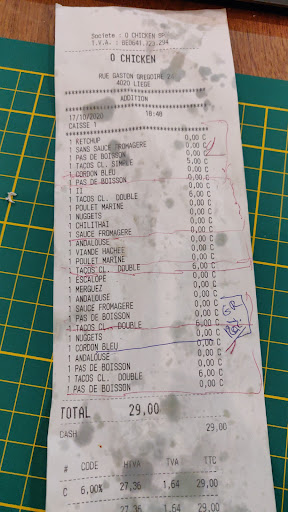 Societe : O CHICKEN SPRL
T.V.A. : BE0641.723.294
O CHICKEN
RUE GASTON GREGOIRE 2
4020 LIEGE
ADDITION
17/10/2020 18:40
CAISSE 1
1 KETCHUP 0,00 C
1 SANS SAUCE FROMAGERE 0,00 C
1 PAS DE BOISSON 0,00 C
1 TACOS CL. SIMPLE 5,00 C
1 CORDON BLEU 0,00 C
1 PAS DE BOISSON 0,00 C
1 II 0,00 C
1 TACOS CL. DOUBLE 6,00 C
1 POULET MARINE 0,00 C
1 NUGGETS 0,00 C
1 CHILITHAI 0,00 C
1 SAUCE FROMAGERE 0,00 C
1 ANDALOUSE 0,00 C
1 VIANDE HACHEE 0,00 C
1 POULET MARINE 0,00 C
1 TACOS CL. DOUBLE 6,00 C
1 ESCALOPE 0,00 C
1 MERGUEZ 0,00 C
1 ANDALOUSE 0,00 C
1 SAUCE FROMAGERE 0,00 C
1 PAS DE BOISSON 0,00 C
1 TACOS CL. DOUBLE 6,00 C
1 NUGGETS 0,00 C
1 CORDON BLEU 0,00 C
1 ANDALOUSE 0,00 C
1 PAS DE BOISSON 0,00 C
1 TACOS CL. DOUBLE 6,00 C
1 PAS DE BOISSON 0,00 C
TOTAL 29,00
CASH 29,00
# CODE HTVA TVA TTC
C 6,00% 27,36 1,64 29,00
27,36 1,64 29,00